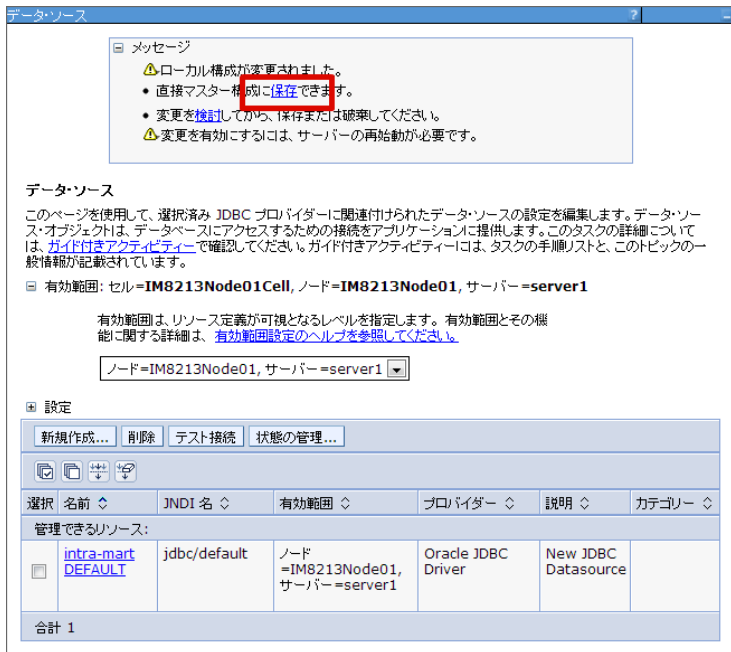 データ・ソース ?
メッセージ
ローカル構成が変更されました。
• 直接マスター構成に保存できます。
• 変更を検討してから、保存または破棄してください。
変更を有効にするには、サーバーの再始動が必要です。
データ・ソース
このページを使用して、選択済み JDBC プロバイダーに関連付けられたデータ・ソースの設定を編集します。データ・ソー
ス・オブジェクトは、データベースにアクセスするための接続をアプリケーションに提供します。このタスクの詳細について
は、ガイド付きアクティビティーで確認してください。ガイド付きアクティビティーには、タスクの手順リストと、このトピックの一
般情報が記載されています。
有効範囲: セル=IM8213Node01Cell, ノード=IM8213Node01, サーバー=server1
有効範囲は、リソース定義が可視となるレベルを指定します。有効範囲とその機
能に関する詳細は、有効範囲設定のヘルプを参照してください。
ノード=IM8213Node01, サーバー=server1
設定
新規作成... 削除 テスト接続 状態の管理...
選択 名前 JNDI 名 有効範囲 プロバイダー 説明 カテゴリー
管理できるリソース:
intra-mart jdbc/default ノード Oracle JDBC New JDBC
DEFAULT =IM8213Node01, Driver Datasource
サーバー=server1
合計 1